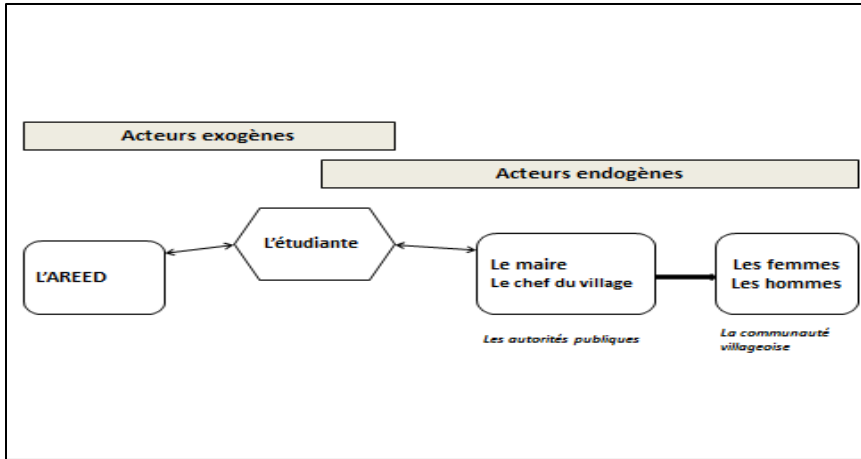 Acteurs exogènes
Acteurs endogènes
L'AREED
L'étudiante
Le maire
Le chef du village
Les femmes
Les hommes
Les autorités publiques
La communauté
villageoise